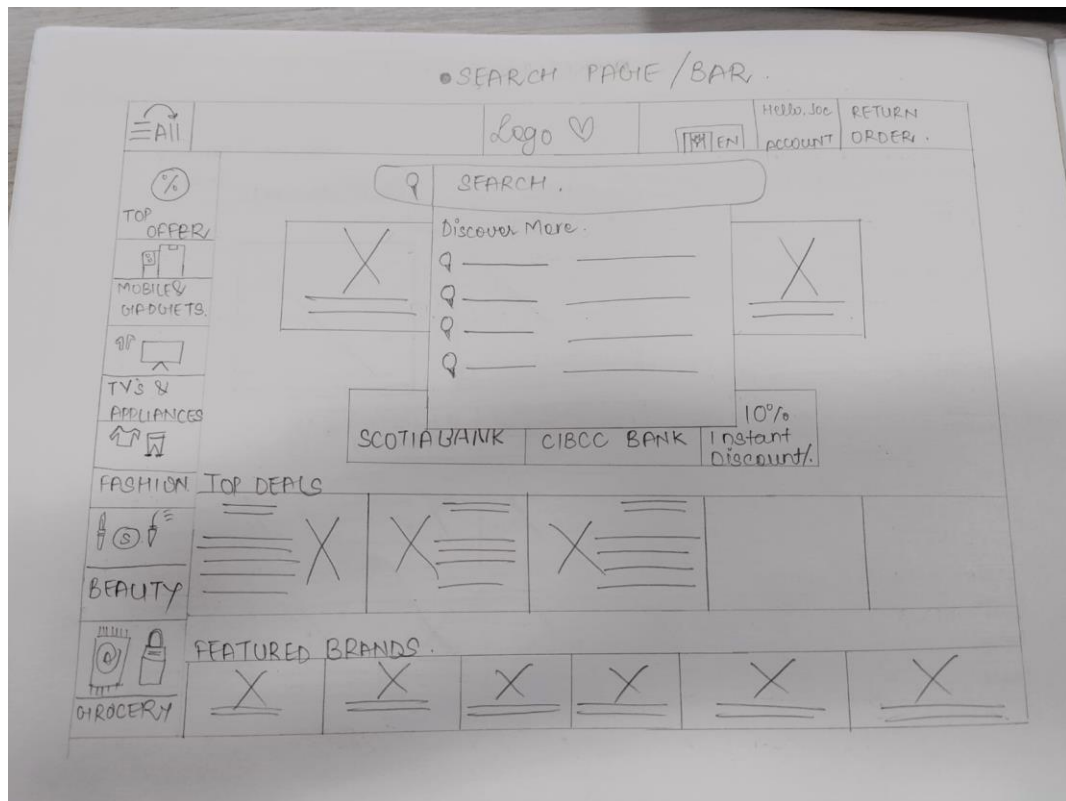 SEARCH PAGE/BAR.
All
Logo
EN
Hello, Joe
ACCOUNT
RETURN
ORDER.
SEARCH.
Discover More.
%
TOP
OFFER
MOBILE&
GADGETS.
TV's &
APPLIANCES
FASHION
BEAUTY
GROCERY
SCOTIABANK
CIBCC BANK
10%
Instant
Discount/.
TOP DEALS
S
FEATURED BRANDS.